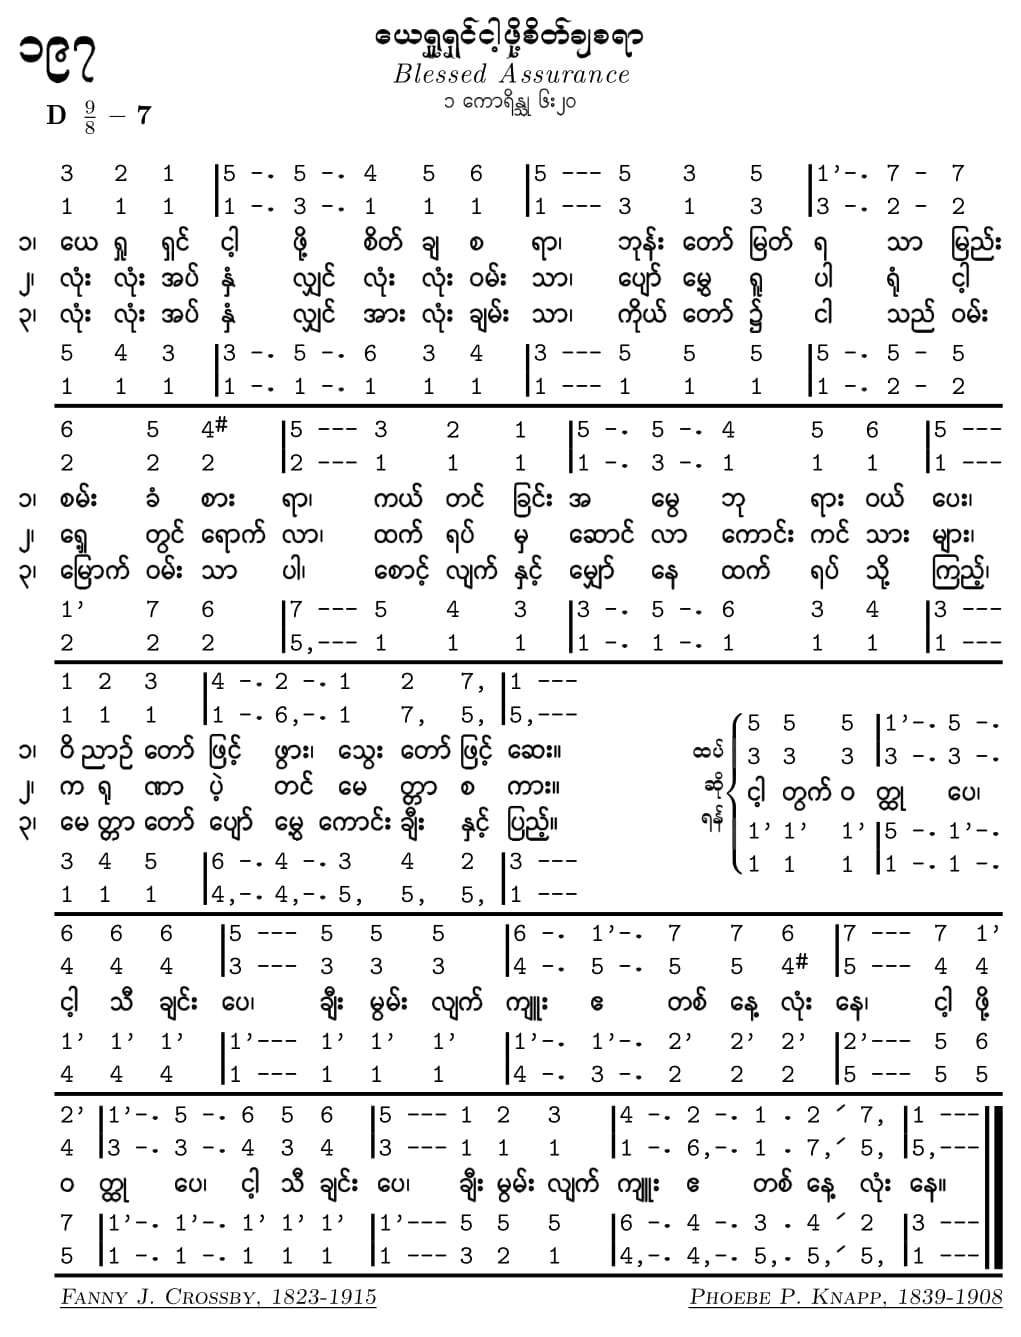 ၁၉၇
ယေရှုရှင်ငါ့ဖို့စိတ်ချစရာ
Blessed Assurance
၁ ကောရိန္သု ၆း၂၀
D 9/8 – 7
3 2 1 |5 -. 5 -. 4 5 6 |5 --- 5 3 5 |1’-. 7 - 7
1 1 1 |1 -. 3 -. 1 1 1 |1 --- 3 1 3 |3 -. 2 - 2
၁၊ ယေ ရှု ရှင် ငါ့ ဖို့ စိတ် ချ စ ရာ၊ ဘုန်း တော် မြတ် ရ သာ မြည်း
၂၊ လုံး လုံး အပ် နှံ လျှင် လုံး လုံး ဝမ်း သာ၊ ပျော် မွေ့ ရူ ပါ ရုံ ငါ့
၃၊ လုံး လုံး အပ် နှံ လျှင် အား လုံး ချမ်း သာ၊ ကိုယ် တော် ၌ ငါ သည် ဝမ်း
5 4 3 |3 -. 5 -. 6 3 4 |3 --- 5 5 5 |5 -. 5 - 5
1 1 1 |1 -. 1 -. 1 1 1 |1 --- 1 1 1 |1 -. 2 - 2
6 5 4# |5 --- 3 2 1 |5 -. 5 -. 4 5 6 |5 ---
2 2 2 |2 --- 1 1 1 |1 -. 3 -. 1 1 1 |1 ---
၁၊ စမ်း ခံ စား ရာ၊ ကယ် တင် ခြင်း အ မွေ ဘု ရား ဝယ် ပေး၊
၂၊ ရှေ့ တွင် ရောက် လာ၊ ထက် ရပ် မှ ဆောင် လာ ကောင်း ကင် သား များ၊
၃၊ မြောက် ဝမ်း သာ ပါ၊ စောင့် လျက် နှင့် မျှော် နေ ထက် ရပ် သို့ ကြည့်၊
1’ 7 6 |7 --- 5 4 3 |3 -. 5 -. 6 3 4 |3 ---
2 2 2 |5,--- 1 1 1 |1 -. 1 -. 1 1 1 |1 ---
1 2 3 |4 -. 2 -. 1 2 7, |1 ---
1 1 1 |1 -. 6,-. 1 7, 5, |5,---
၁၊ ဝိ ညာဉ် တော် ဖြင့် ဖွား၊ သွေး တော် ဖြင့် ဆေး။
၂၊ က ရု ဏာ ပဲ့ တင် မေ တ္တာ စ ကား။
၃၊ မေ တ္တာ တော် ပျော် မွေ့ ကောင်း ချီး နှင့် ပြည့်။
3 4 5 |6 -. 4 -. 3 4 2 |3 ---
1 1 1 |4,-. 4,-. 5, 5, 5, |1 ---
ထပ်
ဆို
ရန်
5 5 5 |1’-. 5 -.
3 3 3 |3 -. 3 -.
ငါ့ တွက် ဝ တ္ထု ပေ၊
1’ 1’ 1’ |5 -. 1’-.
1 1 1 |1 -. 1 -.
6 6 6 |5 --- 5 5 5 |6 -. 1’-. 7 7 6 |7 --- 7 1’
4 4 4 |3 --- 3 3 3 |4 -. 5 -. 5 5 4# |5 --- 4 4
ငါ့ သီ ချင်း ပေ၊ ချီး မွမ်း လျက် ကျူး ဧ တစ် နေ့ လုံး နေ၊ ငါ့ ဖို့
1’ 1’ 1’ |1’--- 1’ 1’ 1’ |1’-. 1’-. 2’ 2’ 2’ |2’--- 5 6
4 4 4 |1 --- 1 1 1 |4 -. 3 -. 2 2 2 |5 --- 5 5
2’ |1’-. 5 -. 6 5 6 |5 --- 1 2 3 |4 -. 2 -. 1 . 2 ´ 7, |1 ---
4 |3 -. 3 -. 4 3 4 |3 --- 1 1 1 |1 -. 6,-. 1 . 7,´ 5, |5,---
ဝ တ္ထု ပေ၊ ငါ့ သီ ချင်း ပေ၊ ချီး မွမ်း လျက် ကျူး ဧ တစ် နေ့ လုံး နေ။
7 |1’-. 1’-. 1’ 1’ 1’ |1’--- 5 5 5 |6 -. 4 -. 3 . 4 ´ 2 |3 ---
5 |1 -. 1 -. 1 1 1 |1 --- 3 2 1 |4,-. 4,-. 5,. 5,´ 5, |1 ---
FANNY J. CROSSBY, 1823-1915 PHOEBE P. KNAPP, 1839-1908